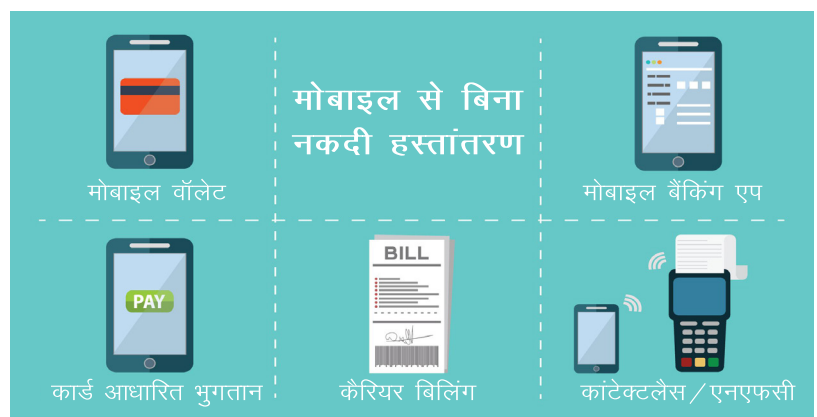 मोबाइल वॉलेट
मोबाइल से बिना
नकदी हस्तांतरण
मोबाइल बैंकिंग एप
PAY
कार्ड आधारित भुगतान
BILL
कैरियर बिलिंग
कांटेक्टलैस/एनएफसी